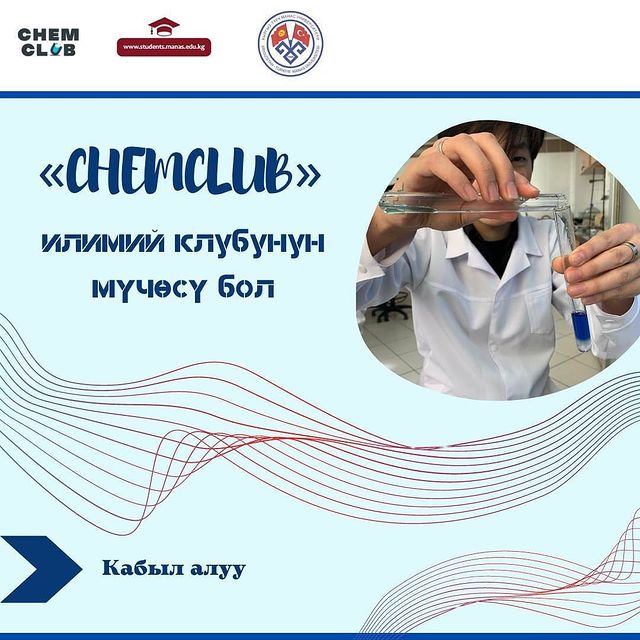 CHEM
CLUB
www.students.manas.edu.kg
«CHEMCLUB»
илимий клубунун
мүчөсү бол
Кабыл алуу